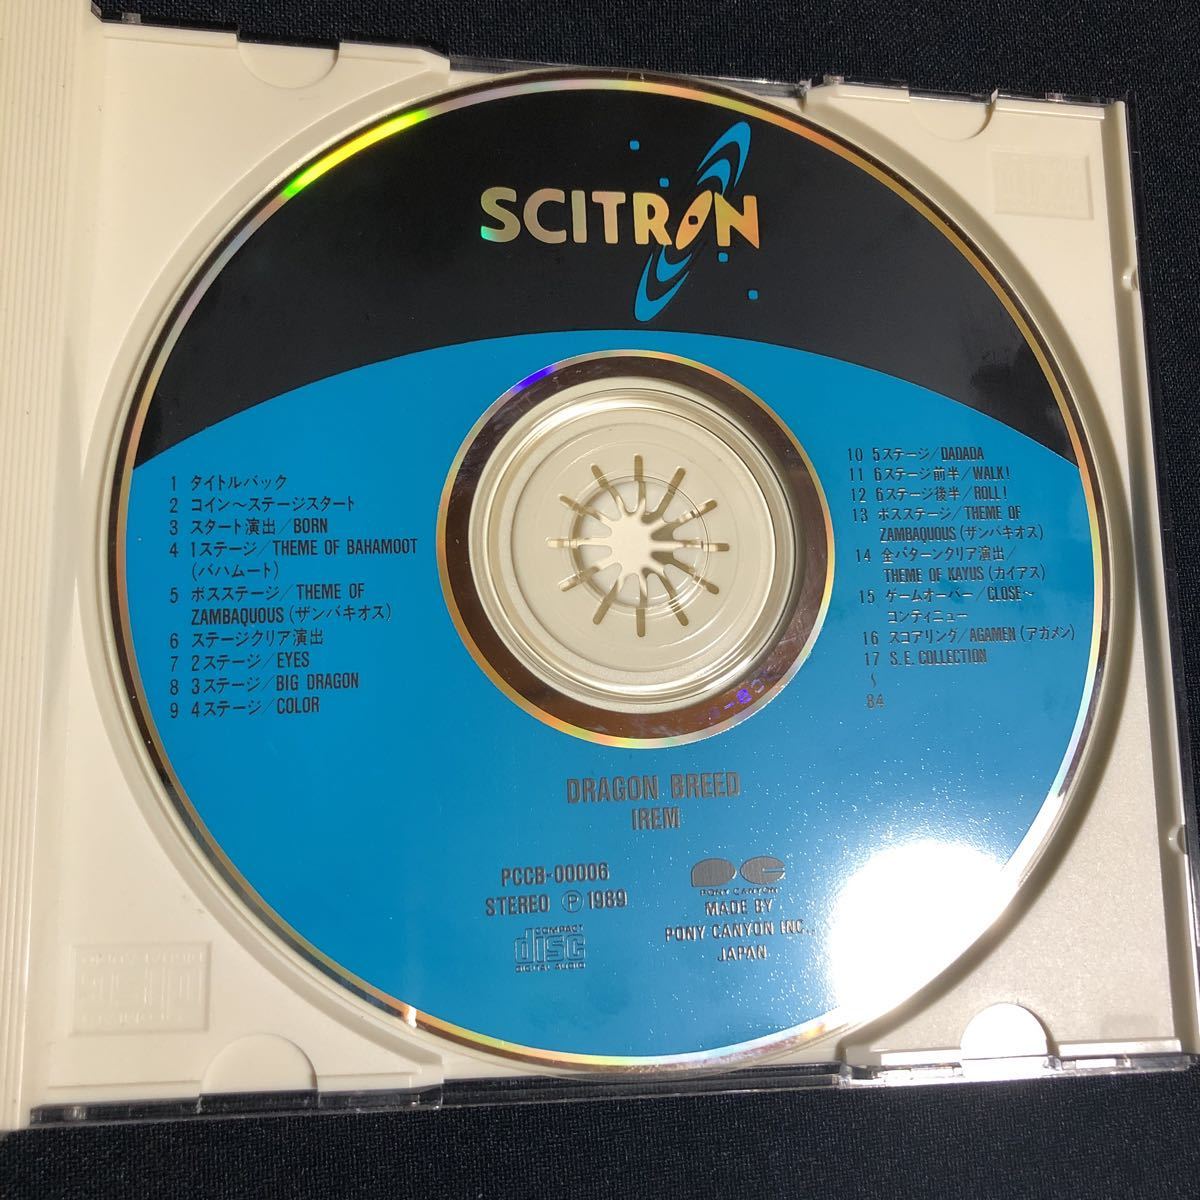 SCITRON
1 タイトルバック
2 コイン〜ステージスタート
3 スタート演出/BORN
4 1ステージ/THEME OF BAHAMOOT
(バハムート)
5 ボスステージ/THEME OF
ZAMBAQUOUS(ザンバキオス)
6 ステージクリア演出
7 2ステージ/EYES
8 3ステージ/BIG DRAGON
9 4ステージ/COLOR
10 5ステージ/DADADA
11 6ステージ前半/WALK!
12 6ステージ後半/ROLL!
13 ボスステージ/THEME OF
ZAMBAQUOUS(ザンバキオス)
14 全パターンクリア演出/
THEME OF KAYUS(カイアス)
15 ゲームオーバー/CLOSE〜
コンティニュー
16 スコアリング/AGAMEN(アガメン)
17 S.E. COLLECTION
〜
84
DRAGON BREED
IREM
PCCB-00006
STEREO Ⓟ1989
COMPACT
disc
DIGITAL AUDIO
PC
PONY CANYON
MADE BY
PONY CANYON INC.,
JAPAN